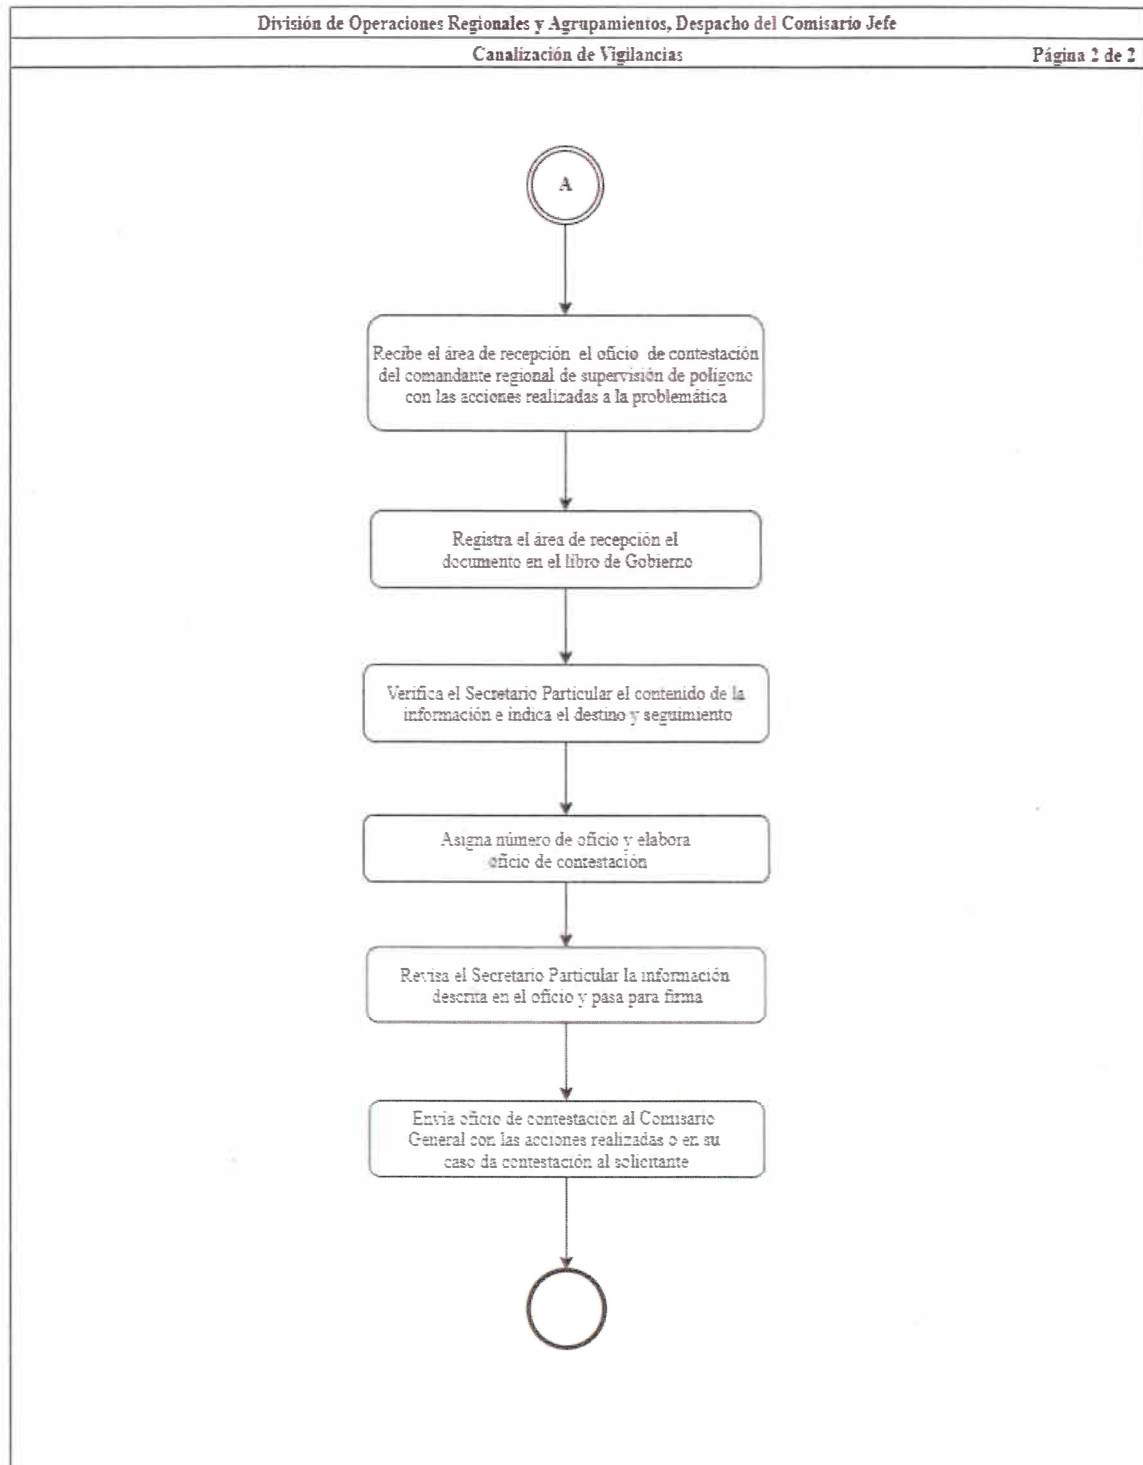 División de Operaciones Regionales y Agrupamientos, Despacho del Comisario Jefe
Canalización de Vigilancias
Página 2 de 2
A
Recibe el área de recepción el oficio de contestación
del comandante regional de supervisión de polígono
con las acciones realizadas a la problemática
Registra el área de recepción el
documento en el libro de Gobierno
Verifica el Secretario Particular el contenido de la
información e indica el destino y seguimiento
Asigna número de oficio y elabora
oficio de contestación
Revisa el Secretario Particular la información
descrita en el oficio y pasa para firma
Envia oficio de contestación al Comisario
General con las acciones realizadas o en su
caso da contestación al solicitante